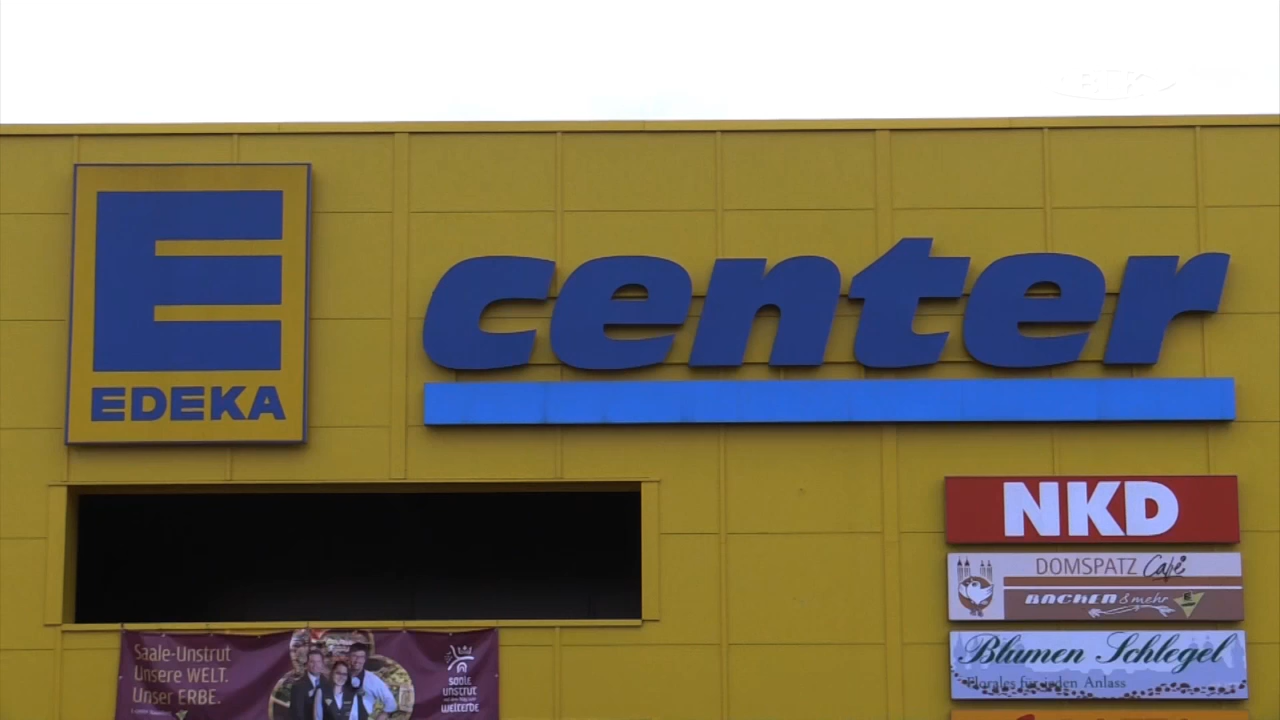 E
EDEKA
center
NKD
DOMSPATZ Café
BACKEN & mehr
Blumen Schlegel
Florales für jeden Anlass
Saale-Unstrut
Unsere WELT.
Unser ERBE.
saale
unstrut
welterbe